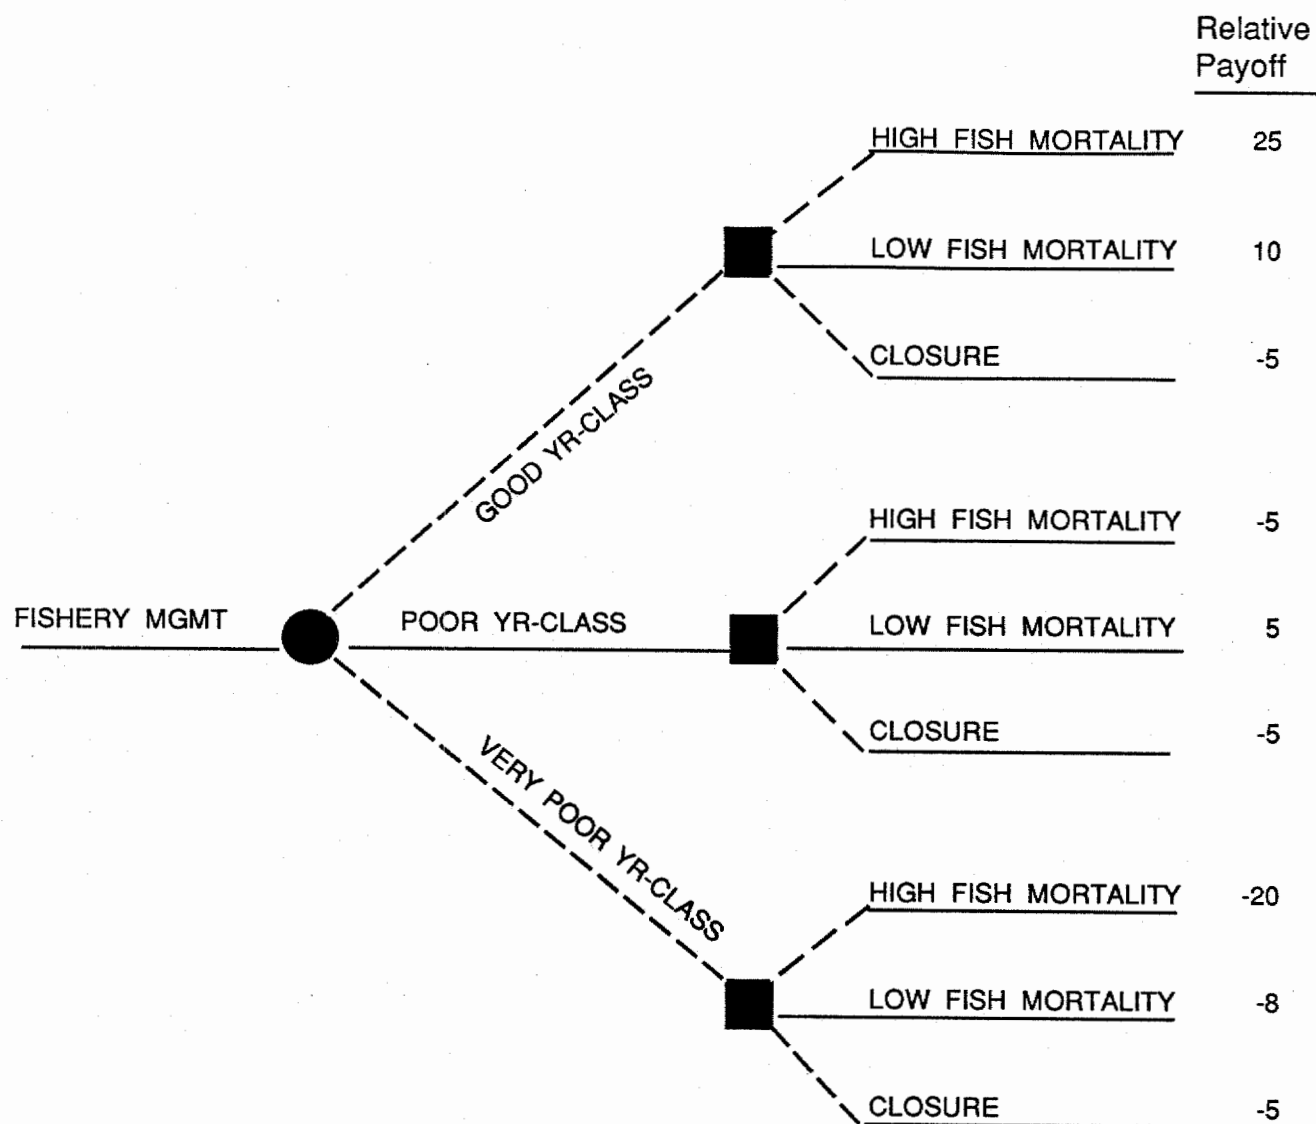 Relative
Payoff
HIGH FISH MORTALITY 25
LOW FISH MORTALITY 10
CLOSURE -5
GOOD YR-CLASS
HIGH FISH MORTALITY -5
FISHERY MGMT
POOR YR-CLASS
LOW FISH MORTALITY 5
CLOSURE -5
VERY POOR YR-CLASS
HIGH FISH MORTALITY -20
LOW FISH MORTALITY -8
CLOSURE -5